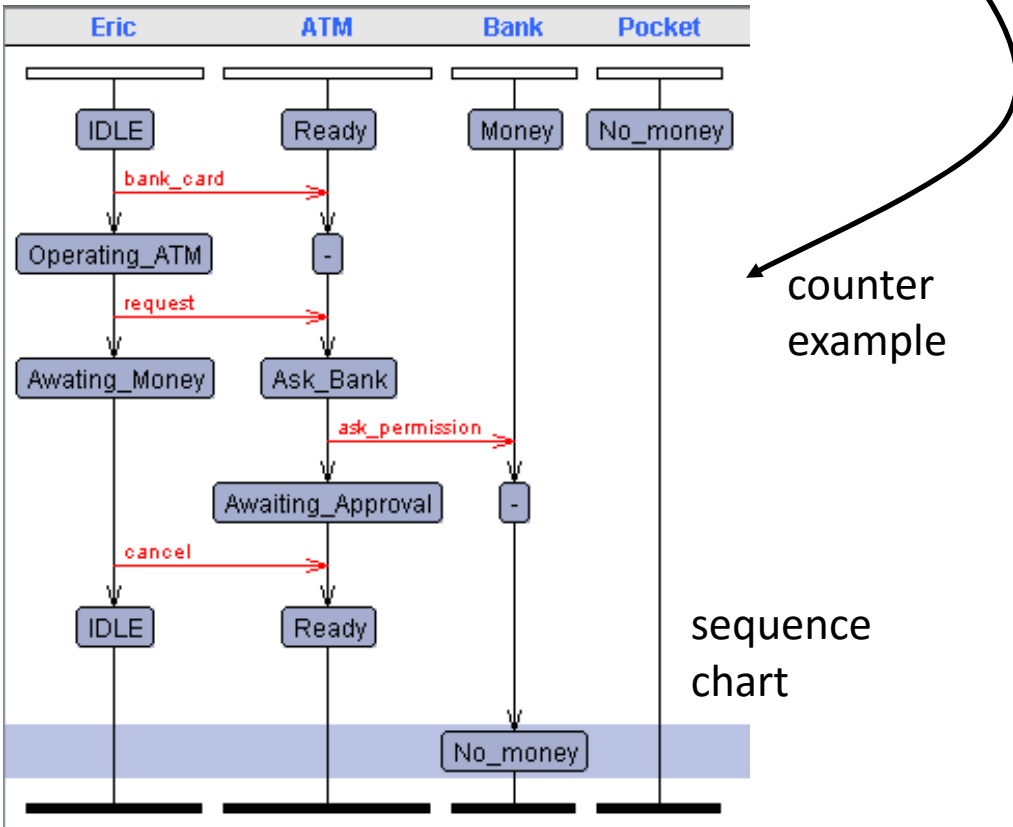 Eric ATM Bank Pocket
IDLE Ready Money No_money
bank_card
Operating_ATM -
request
counter
example
Awating_Money Ask_Bank
ask_permission
Awaiting_Approval -
cancel
IDLE Ready
sequence
chart
No_money